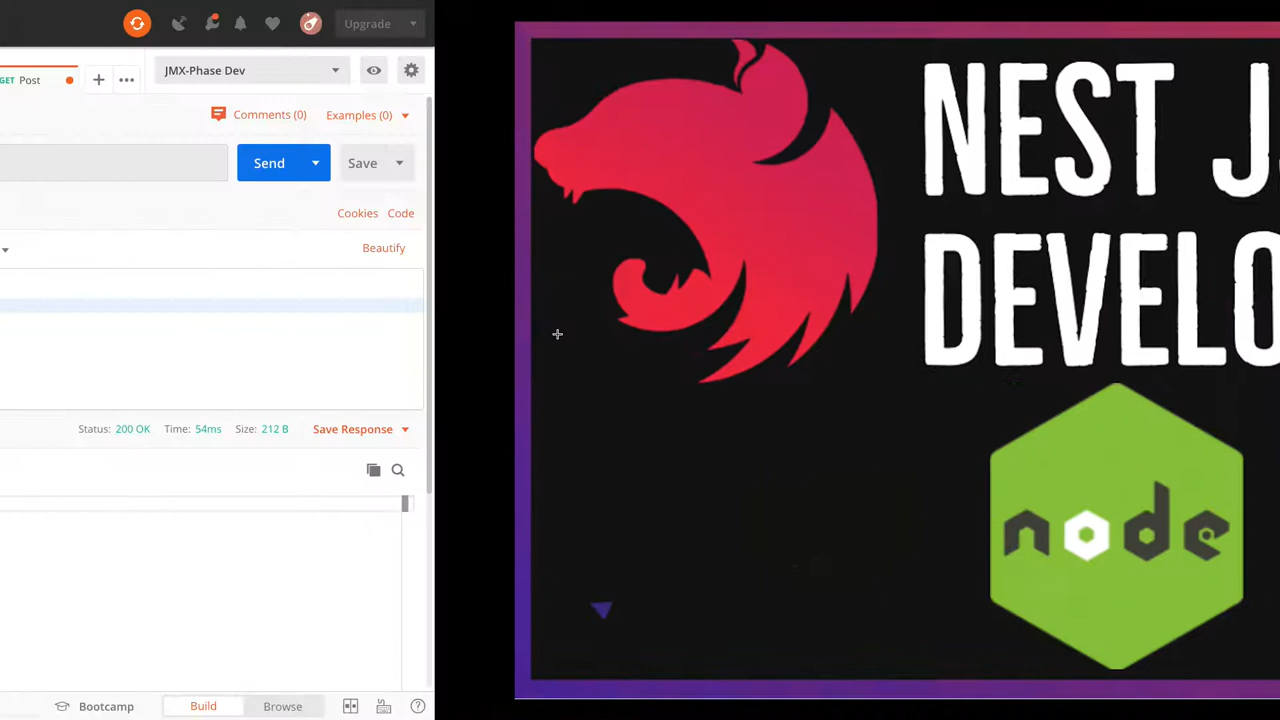 Upgrade
GET Post
JMX-Phase Dev
Comments (0)
Examples (0)
Send
Save
Cookies
Code
Beautify
Status: 200 OK
Time: 54ms
Size: 212 B
Save Response
Bootcamp
Build
Browse
NEST J
DEVELO
node